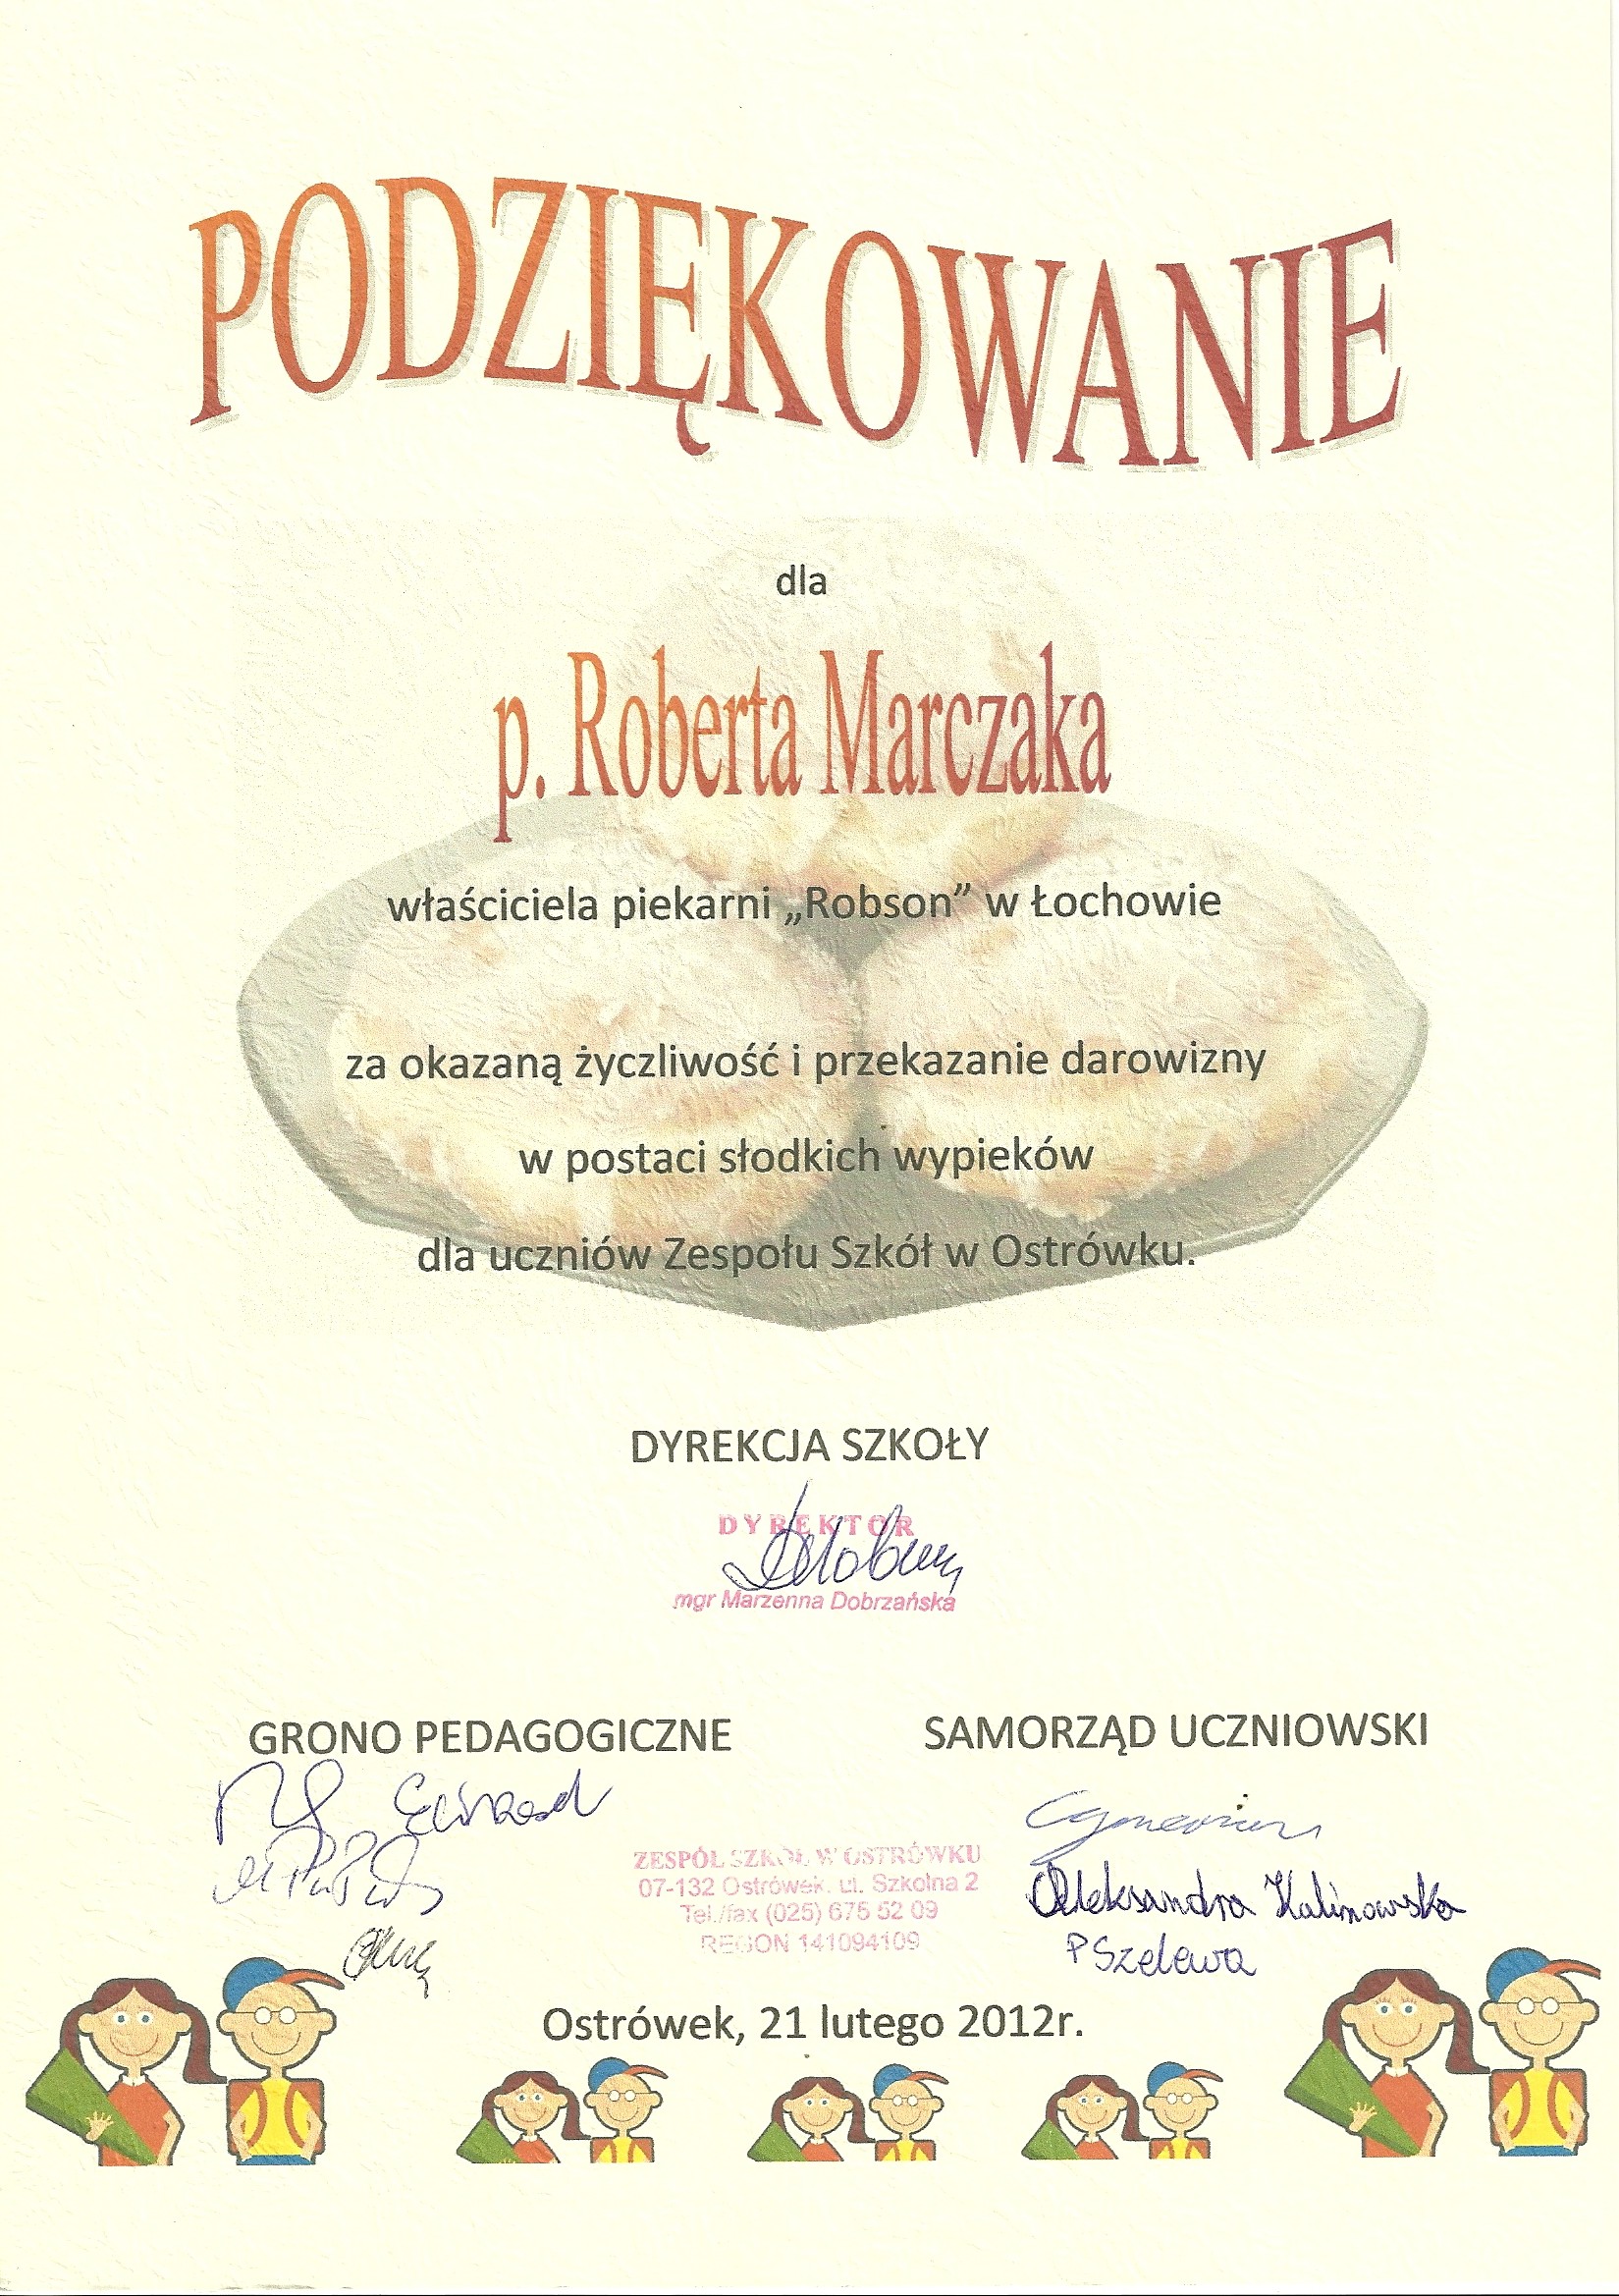 PODZIĘKOWANIE
dla
p. Roberta Marczaka
właściciela piekarni „Robson” w Łochowie
za okazaną życzliwość i przekazanie darowizny
w postaci słodkich wypieków
dla uczniów Zespołu Szkół w Ostrówku.
DYREKCJA SZKOŁY
DYREKTOR
mgr Marzenna Dobrzańska
GRONO PEDAGOGICZNE
SAMORZĄD UCZNIOWSKI
ZESPÓŁ SZKÓŁ W OSTRÓWKU
07-132 Ostrówek, ul. Szkolna 2
Tel./fax (025) 675 52 09
REGON 141094109
Aleksandra Kalinowska
P Szelewa
Ostrówek, 21 lutego 2012r.